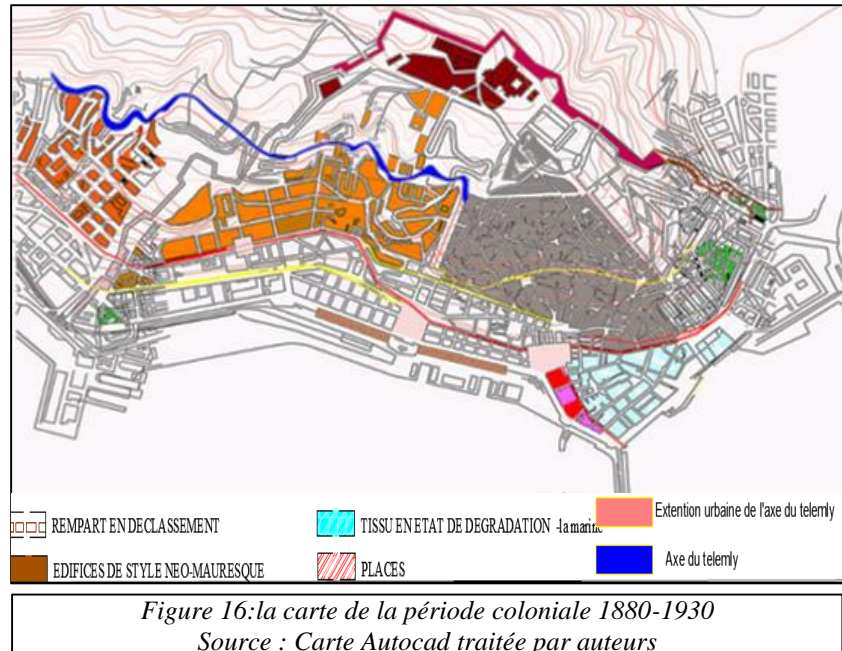 REMPART EN DECLASSEMENT
EDIFICES DE STYLE NEO-MAURESQUE
TISSU EN ETAT DE DEGRADATION -la marine
PLACES
Extention urbaine de l'axe du telemly
Axe du telemly
Figure 16:la carte de la période coloniale 1880-1930
Source : Carte Autocad traitée par auteurs